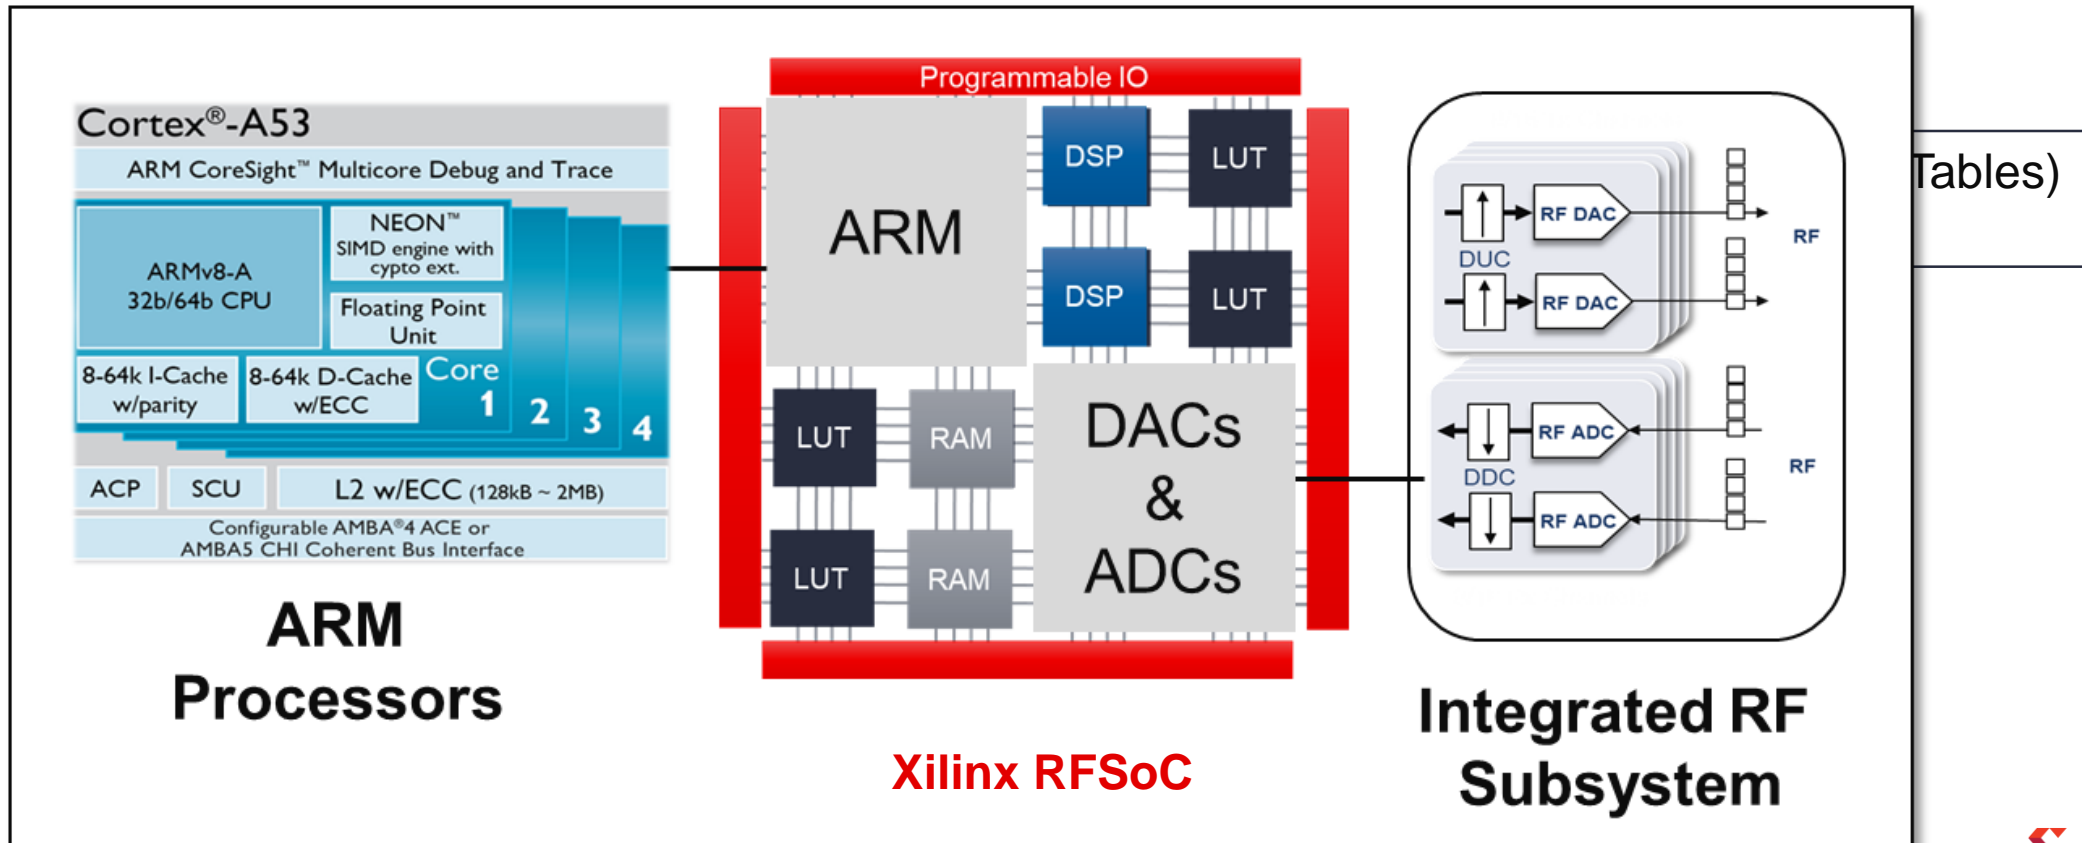 Programmable IO
Cortex®-A53
ARM CoreSight™ Multicore Debug and Trace
ARMv8-A
32b/64b CPU
NEON™
SIMD engine with
cypto ext.
Floating Point
Unit
8-64k I-Cache
w/parity
8-64k D-Cache
w/ECC
Core
1
2
3
4
ACP
SCU
L2 w/ECC (128kB ~ 2MB)
Configurable AMBA®4 ACE or
AMBA5 CHI Coherent Bus Interface
ARM
Processors
ARM
DSP
LUT
DSP
LUT
LUT
RAM
LUT
RAM
DACs
&
ADCs
Xilinx RFSoC
RF DAC
DUC
RF DAC
RF
RF ADC
DDC
RF ADC
RF
Integrated RF
Subsystem
Tables)